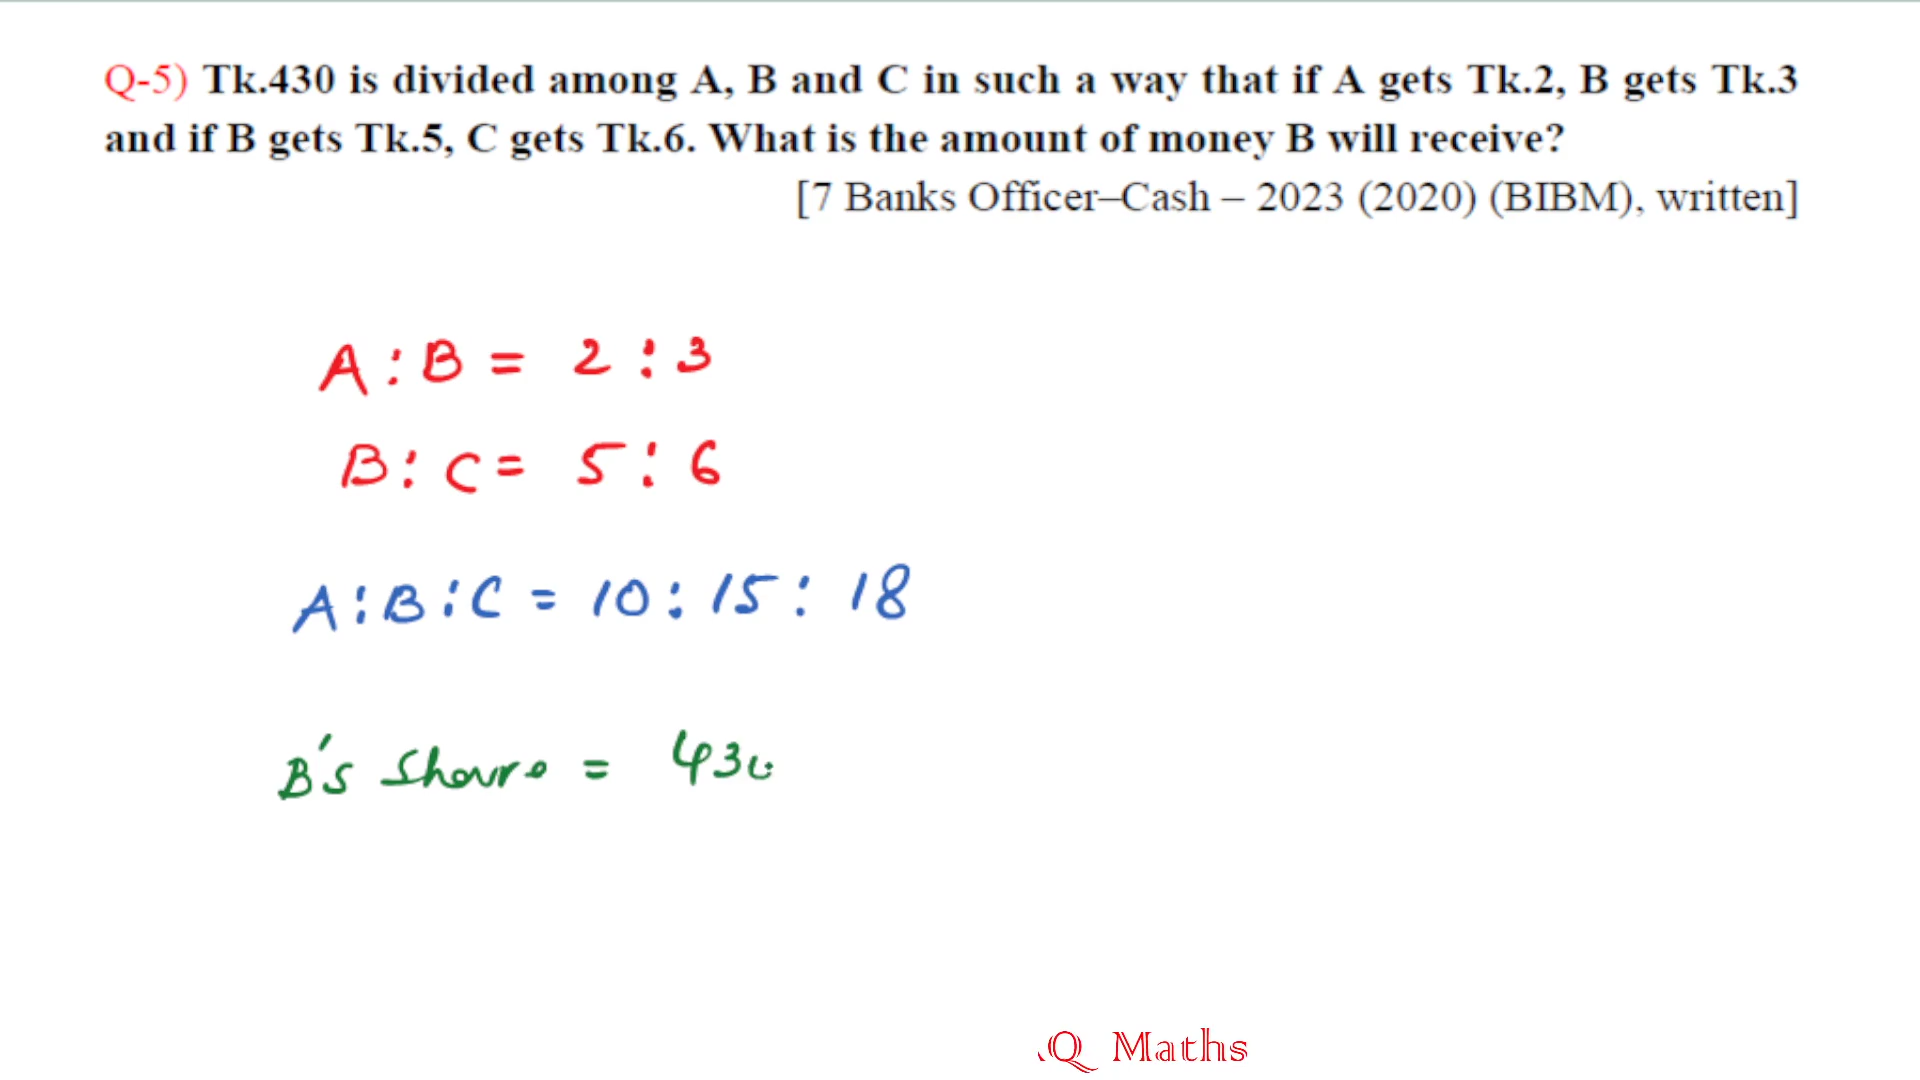 Q-5) Tk.430 is divided among A, B and C in such a way that if A gets Tk.2, B gets Tk.3
and if B gets Tk.5, C gets Tk.6. What is the amount of money B will receive?
[7 Banks Officer–Cash – 2023 (2020) (BIBM), written]
A : B = 2 : 3
B : C = 5 : 6
A : B : C = 10 : 15 : 18
B's Share = 430
.Q Maths